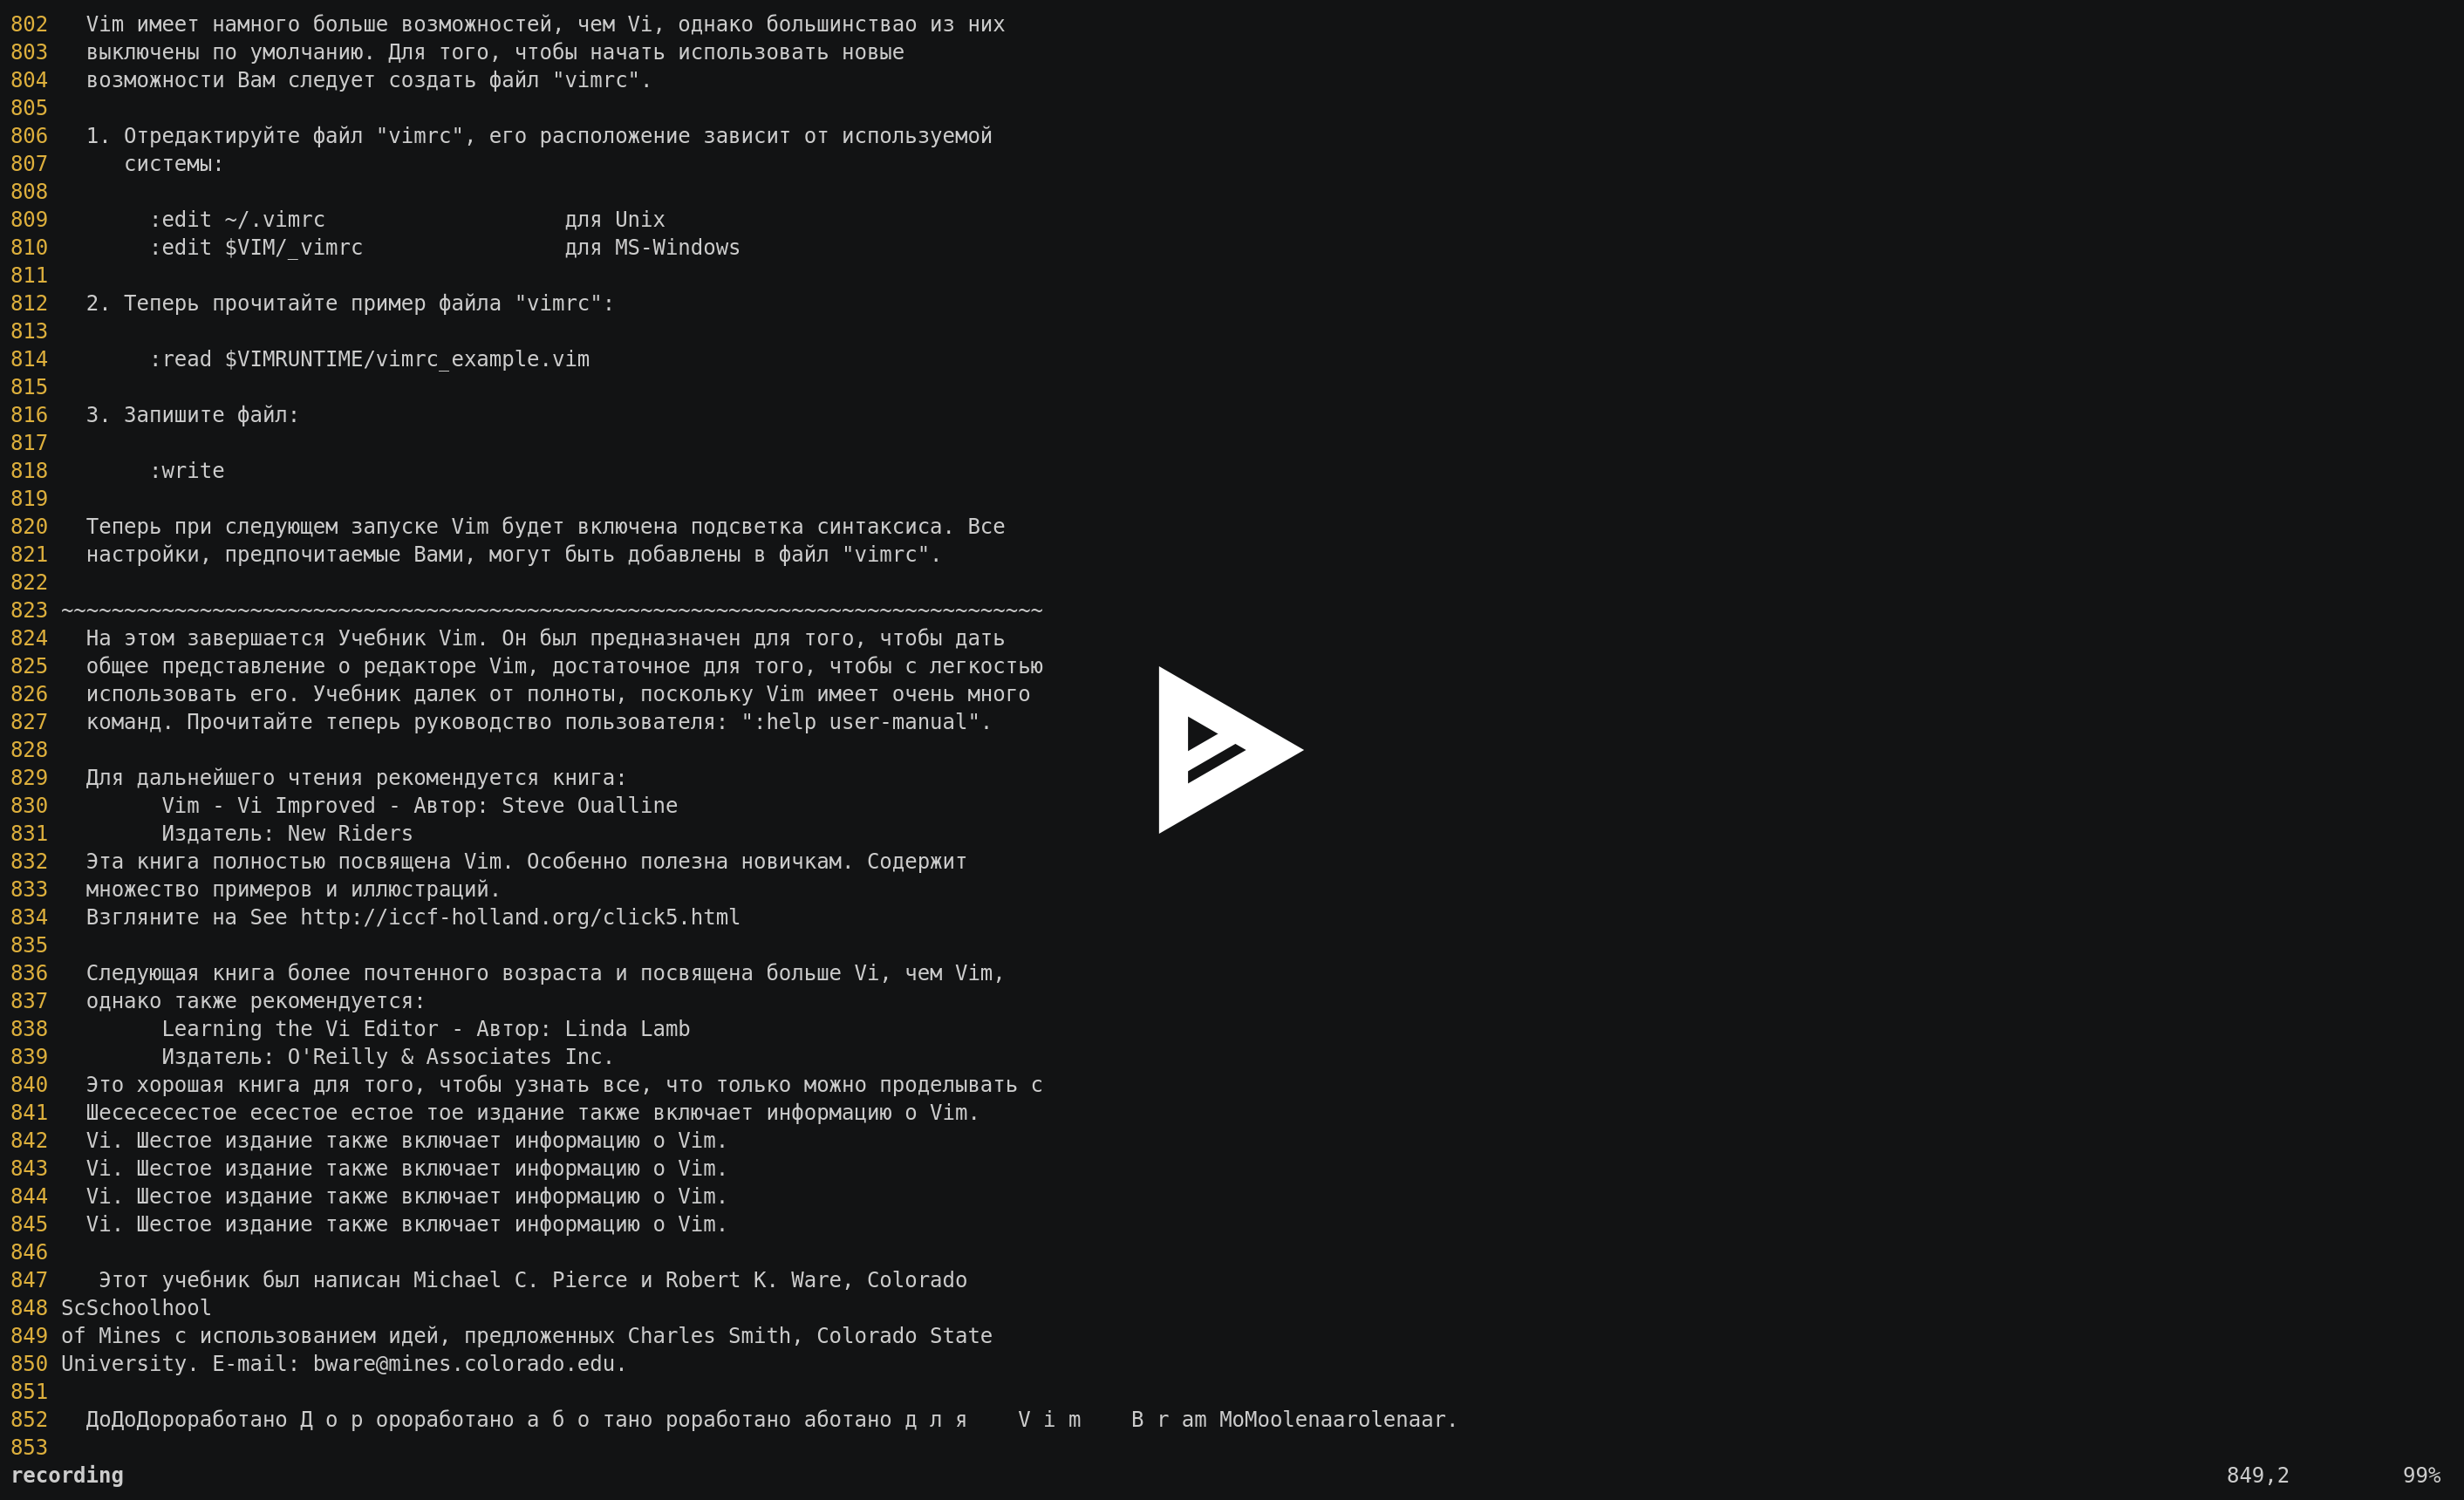 802   Vim имеет намного больше возможностей, чем Vi, однако большинствао из них
803   выключены по умолчанию. Для того, чтобы начать использовать новые
804   возможности Вам следует создать файл "vimrc".
805
806   1. Отредактируйте файл "vimrc", его расположение зависит от используемой
807      системы:
808
809        :edit ~/.vimrc                   для Unix
810        :edit $VIM/_vimrc                для MS-Windows
811
812   2. Теперь прочитайте пример файла "vimrc":
813
814        :read $VIMRUNTIME/vimrc_example.vim
815
816   3. Запишите файл:
817
818        :write
819
820   Теперь при следующем запуске Vim будет включена подсветка синтаксиса. Все
821   настройки, предпочитаемые Вами, могут быть добавлены в файл "vimrc".
822
823 ~~~~~~~~~~~~~~~~~~~~~~~~~~~~~~~~~~~~~~~~~~~~~~~~~~~~~~~~~~~~~~~~~~~~~~~~~~~~~~
824   На этом завершается Учебник Vim. Он был предназначен для того, чтобы дать
825   общее представление о редакторе Vim, достаточное для того, чтобы с легкостью
826   использовать его. Учебник далек от полноты, поскольку Vim имеет очень много
827   команд. Прочитайте теперь руководство пользователя: ":help user-manual".
828
829   Для дальнейшего чтения рекомендуется книга:
830         Vim - Vi Improved - Автор: Steve Oualline
831         Издатель: New Riders
832   Эта книга полностью посвящена Vim. Особенно полезна новичкам. Содержит
833   множество примеров и иллюстраций.
834   Взгляните на See http://iccf-holland.org/click5.html
835
836   Следующая книга более почтенного возраста и посвящена больше Vi, чем Vim,
837   однако также рекомендуется:
838         Learning the Vi Editor - Автор: Linda Lamb
839         Издатель: O'Reilly & Associates Inc.
840   Это хорошая книга для того, чтобы узнать все, что только можно проделывать с
841   Шесесесестое есестое естое тое издание также включает информацию о Vim.
842   Vi. Шестое издание также включает информацию о Vim.
843   Vi. Шестое издание также включает информацию о Vim.
844   Vi. Шестое издание также включает информацию о Vim.
845   Vi. Шестое издание также включает информацию о Vim.
846
847    Этот учебник был написан Michael C. Pierce и Robert K. Ware, Colorado
848 ScSchoolhool
849 of Mines с использованием идей, предложенных Charles Smith, Colorado State
850 University. E-mail: bware@mines.colorado.edu.
851
852   ДоДоДороработано Д о р ороработано а б о тано роработано аботано д л я    V i m    B r am MoMoolenaarolenaar.
853
recording 849,2 99%